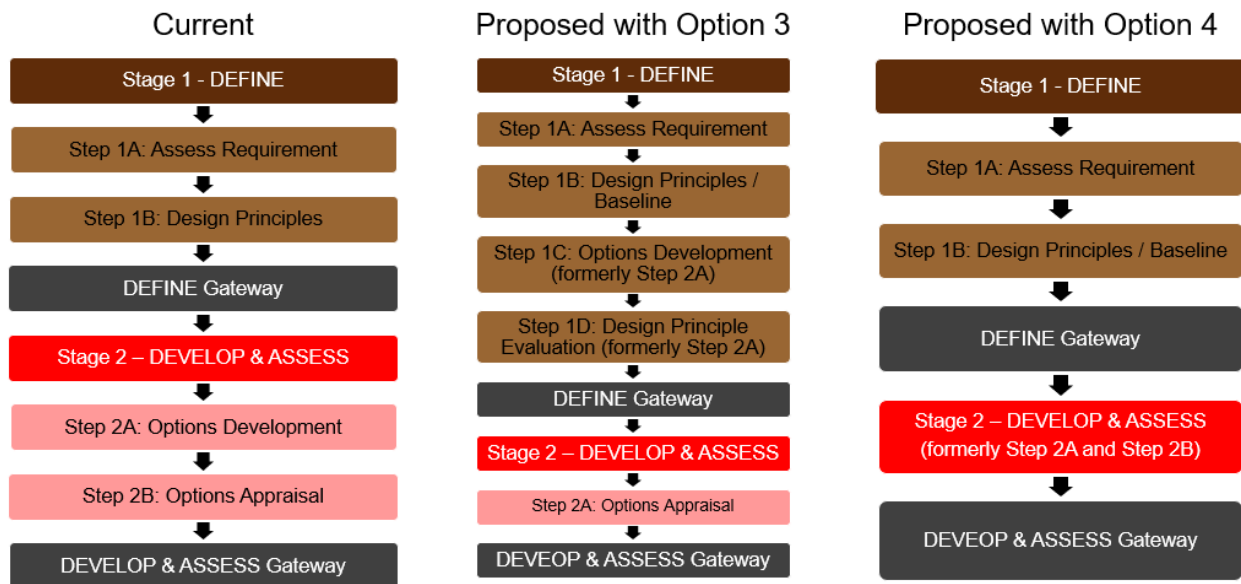 Current
Stage 1 - DEFINE
Step 1A: Assess Requirement
Step 1B: Design Principles
DEFINE Gateway
Stage 2 – DEVELOP & ASSESS
Step 2A: Options Development
Step 2B: Options Appraisal
DEVELOP & ASSESS Gateway
Proposed with Option 3
Stage 1 - DEFINE
Step 1A: Assess Requirement
Step 1B: Design Principles /
Baseline
Step 1C: Options Development
(formerly Step 2A)
Step 1D: Design Principle
Evaluation (formerly Step 2A)
DEFINE Gateway
Stage 2 – DEVELOP & ASSESS
Step 2A: Options Appraisal
DEVEOP & ASSESS Gateway
Proposed with Option 4
Stage 1 - DEFINE
Step 1A: Assess Requirement
Step 1B: Design Principles / Baseline
DEFINE Gateway
Stage 2 – DEVELOP & ASSESS
(formerly Step 2A and Step 2B)
DEVEOP & ASSESS Gateway